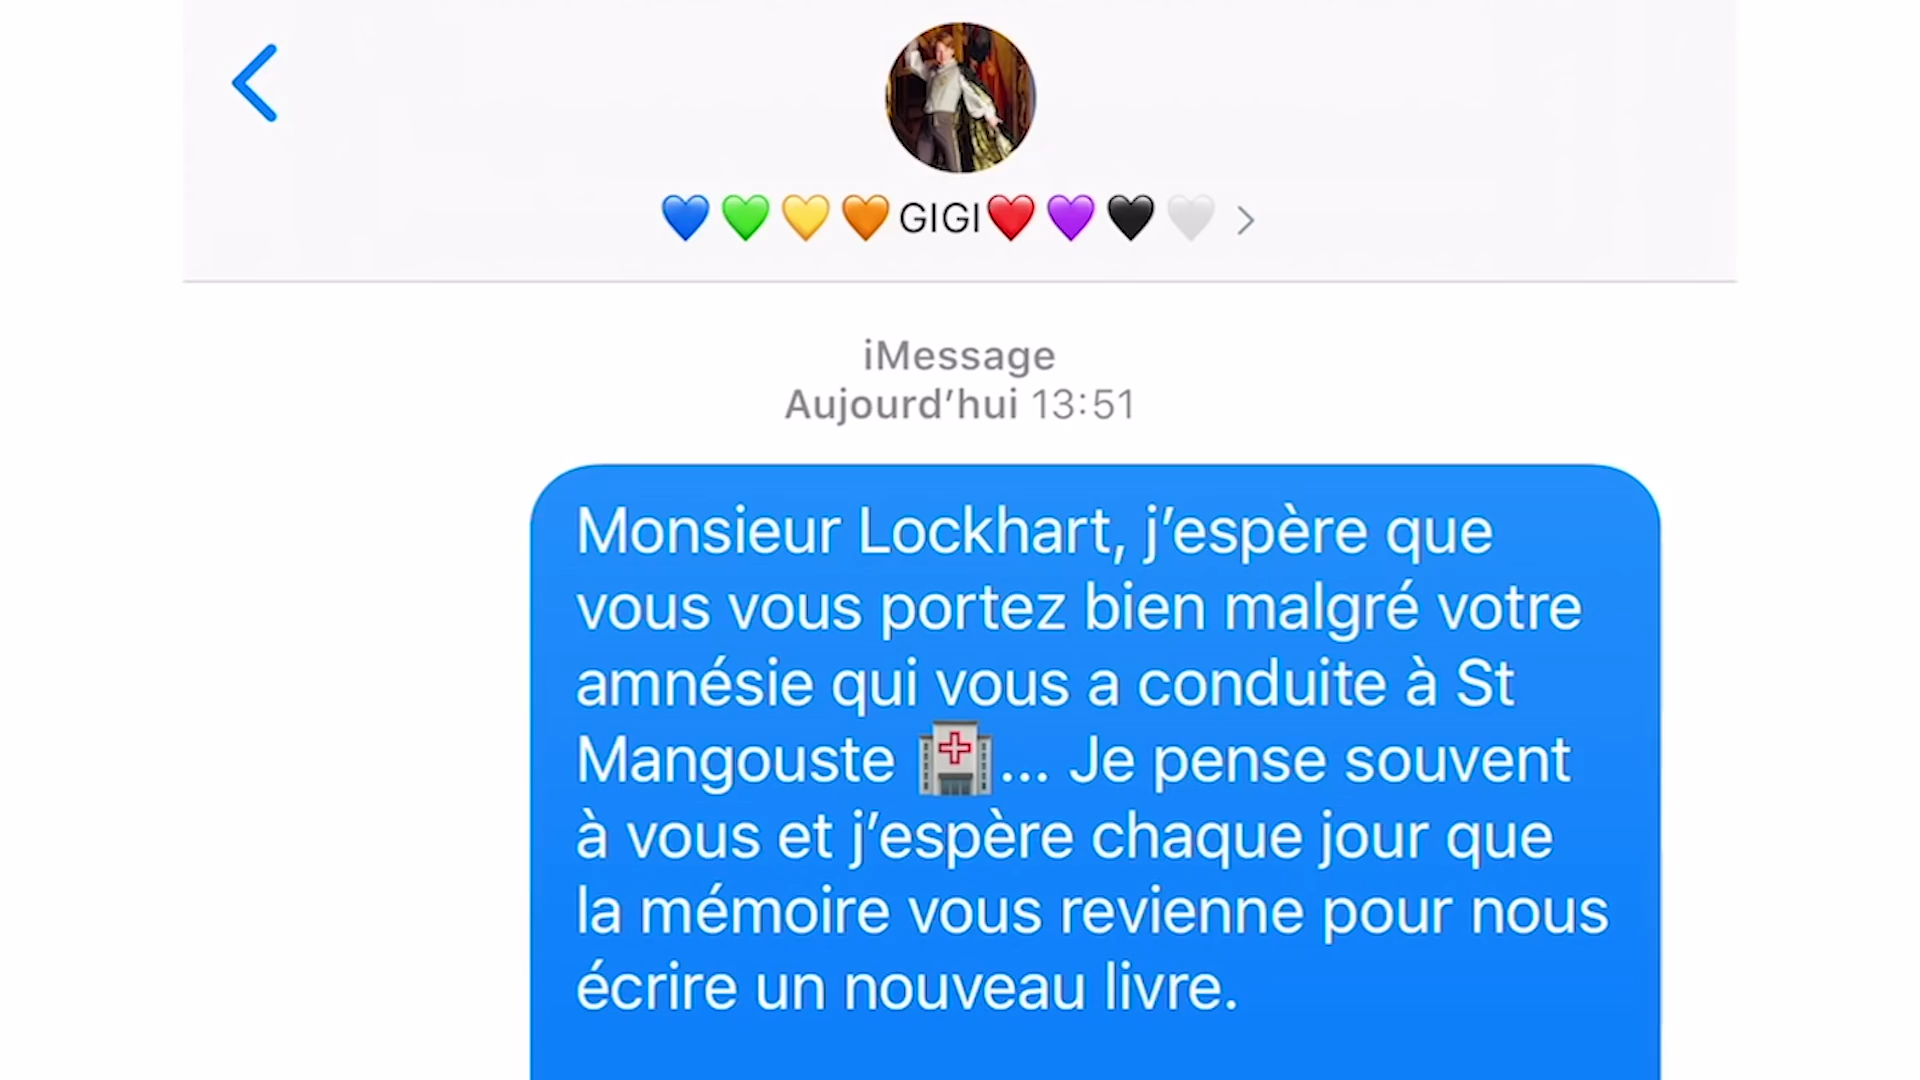 💙💚💛🧡GIGI❤️💜🖤🤍
iMessage
Aujourd’hui 13:51
Monsieur Lockhart, j’espère que
vous vous portez bien malgré votre
amnésie qui vous a conduite à St
Mangouste 🏥... Je pense souvent
à vous et j’espère chaque jour que
la mémoire vous revienne pour nous
écrire un nouveau livre.